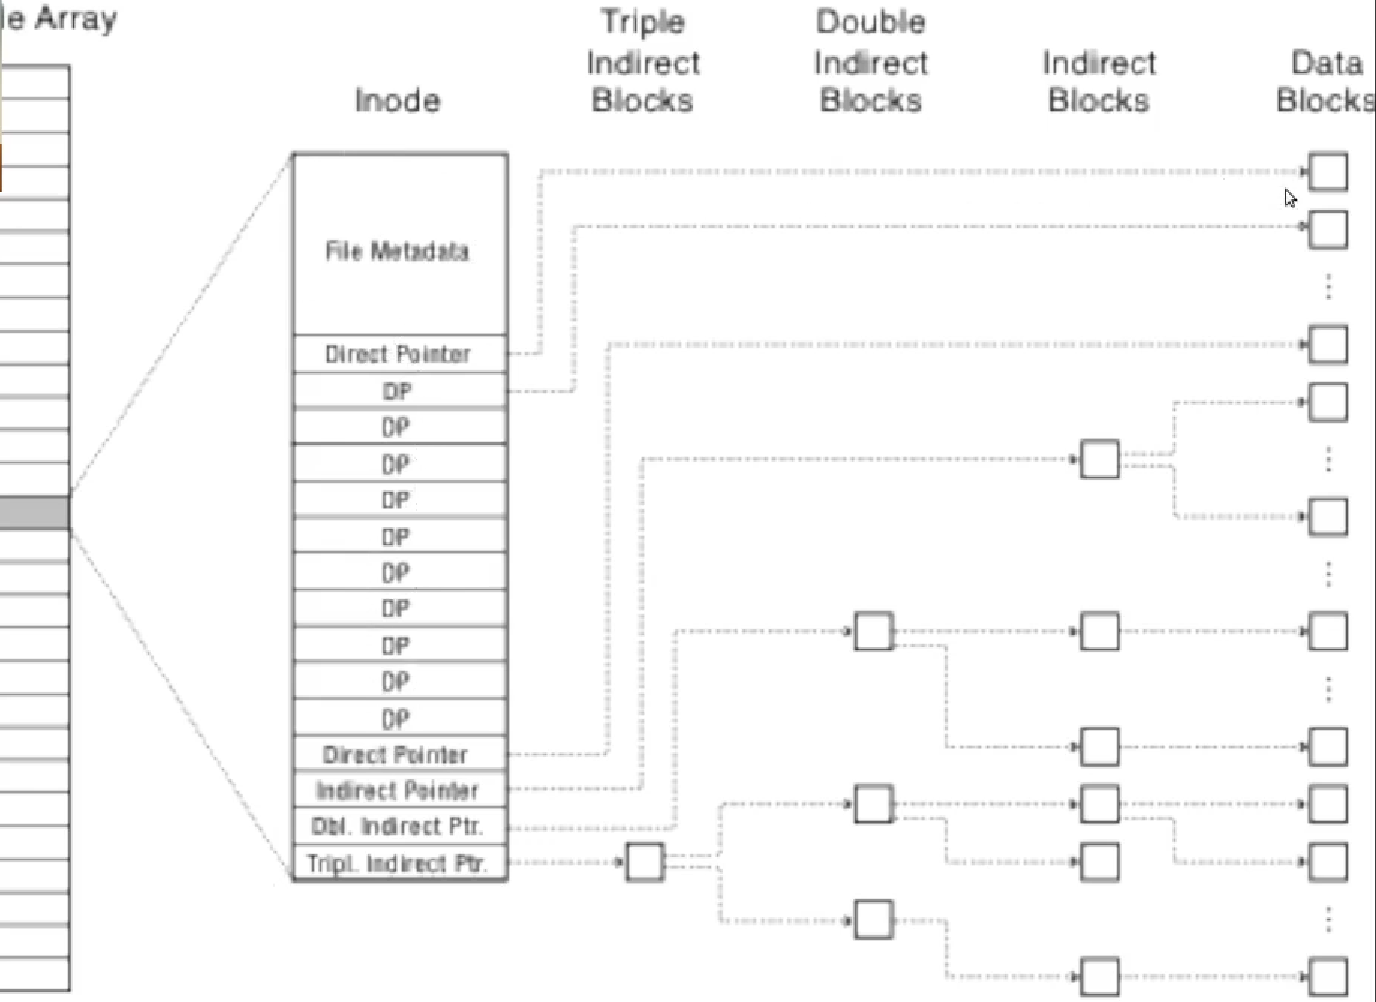 le Array
Inode
Triple
Indirect
Blocks
Double
Indirect
Blocks
Indirect
Blocks
Data
Blocks
File Metadata
Direct Pointer
DP
DP
DP
DP
DP
DP
DP
DP
DP
DP
Direct Pointer
Indirect Pointer
Dbl. Indirect Ptr.
Tripl. Indirect Ptr.